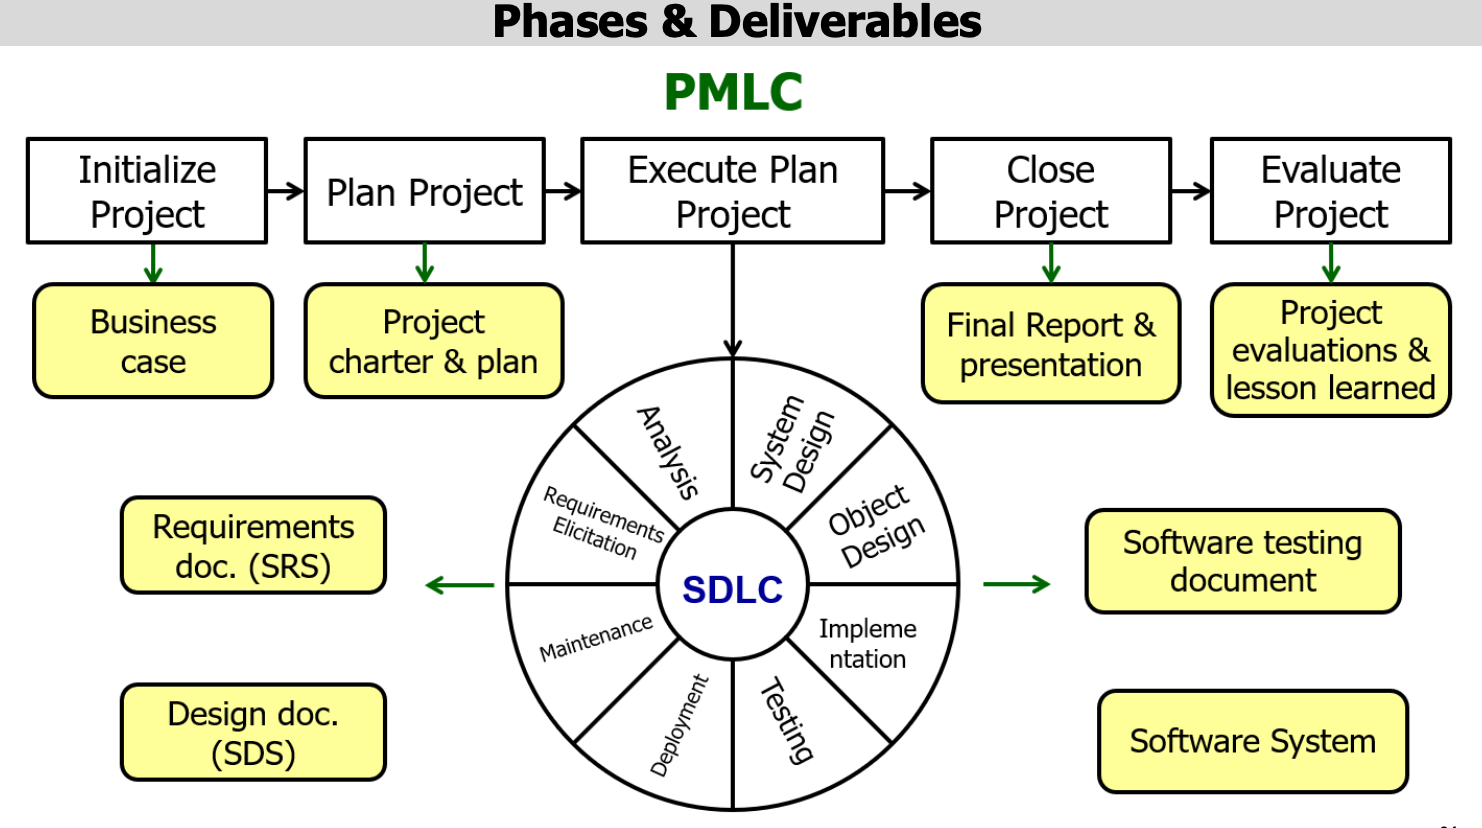 Phases & Deliverables
PMLC
Initialize
Project
Plan Project
Execute Plan
Project
Close
Project
Evaluate
Project
Business
case
Project
charter & plan
Final Report &
presentation
Project
evaluations &
lesson learned
Analysis
System
Design
Requirements
Elicitation
Object
Design
SDLC
Maintenance
Impleme
ntation
Deployment
Testing
Requirements
doc. (SRS)
Design doc.
(SDS)
Software testing
document
Software System